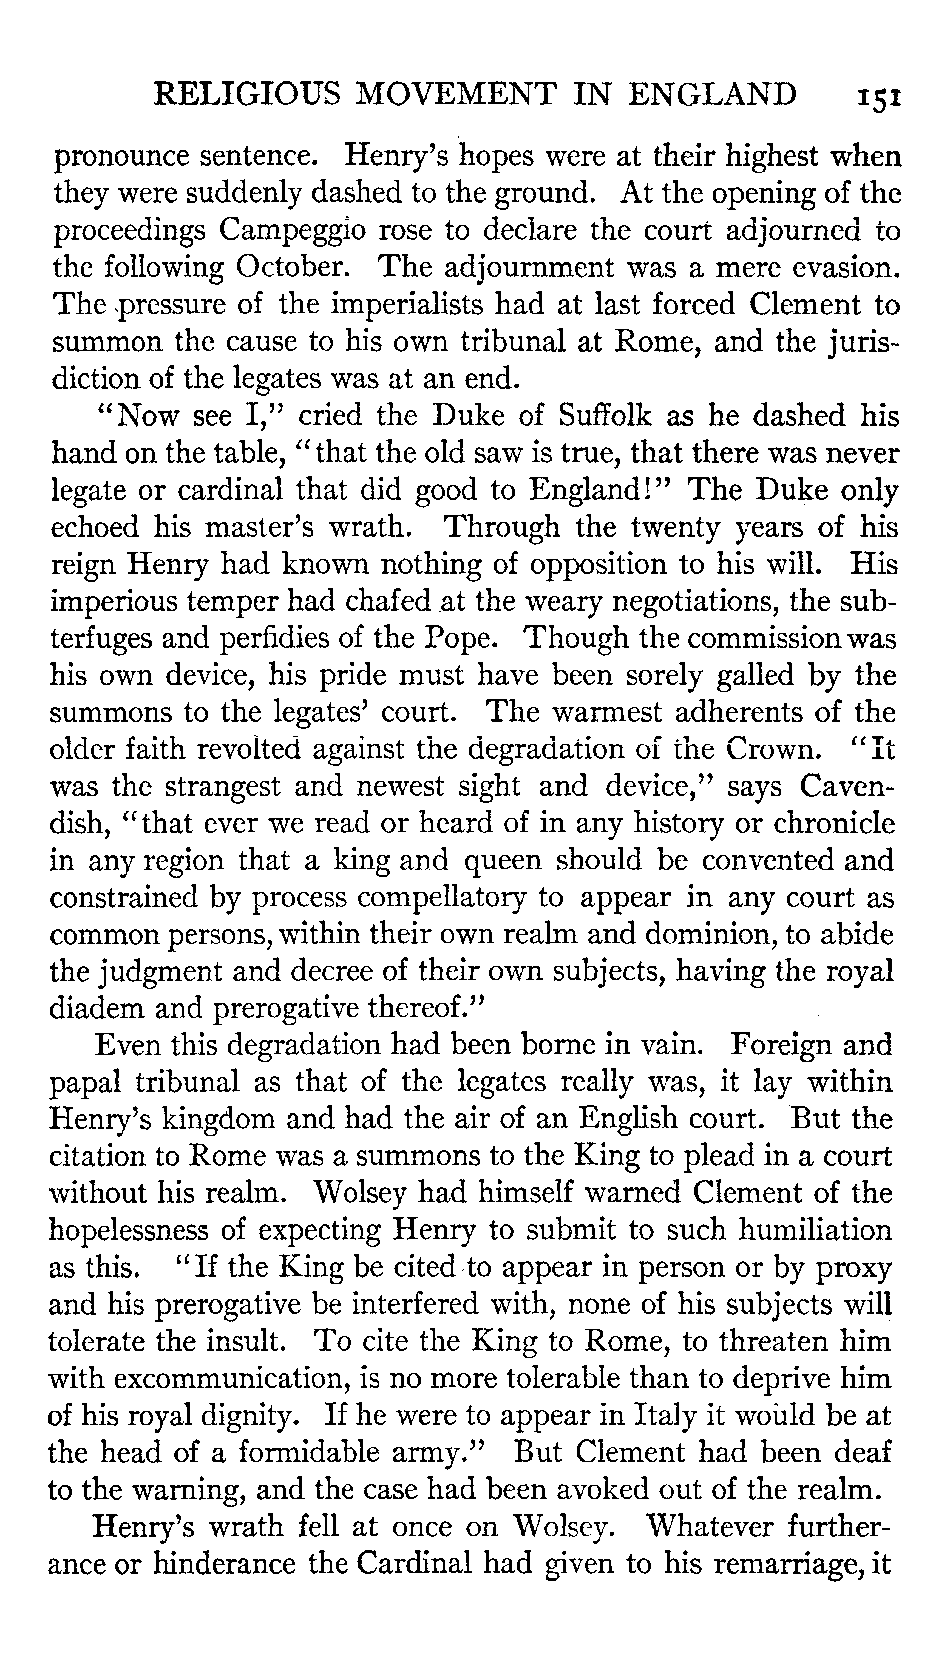 RELIGIOUS MOVEMENT IN ENGLAND 151
pronounce sentence. Henry's hopes were at their highest when
they were suddenly dashed to the ground. At the opening of the
proceedings Campeggio rose to declare the court adjourned to
the following October. The adjournment was a mere evasion.
The pressure of the imperialists had at last forced Clement to
summon the cause to his own tribunal at Rome, and the juris-
diction of the legates was at an end.
"Now see I," cried the Duke of Suffolk as he dashed his
hand on the table, "that the old saw is true, that there was never
legate or cardinal that did good to England!" The Duke only
echoed his master's wrath. Through the twenty years of his
reign Henry had known nothing of opposition to his will. His
imperious temper had chafed at the weary negotiations, the sub-
terfuges and perfidies of the Pope. Though the commission was
his own device, his pride must have been sorely galled by the
summons to the legates' court. The warmest adherents of the
older faith revolted against the degradation of the Crown. "It
was the strangest and newest sight and device," says Caven-
dish, "that ever we read or heard of in any history or chronicle
in any region that a king and queen should be convented and
constrained by process compellatory to appear in any court as
common persons, within their own realm and dominion, to abide
the judgment and decree of their own subjects, having the royal
diadem and prerogative thereof."
Even this degradation had been borne in vain. Foreign and
papal tribunal as that of the legates really was, it lay within
Henry's kingdom and had the air of an English court. But the
citation to Rome was a summons to the King to plead in a court
without his realm. Wolsey had himself warned Clement of the
hopelessness of expecting Henry to submit to such humiliation
as this. "If the King be cited to appear in person or by proxy
and his prerogative be interfered with, none of his subjects will
tolerate the insult. To cite the King to Rome, to threaten him
with excommunication, is no more tolerable than to deprive him
of his royal dignity. If he were to appear in Italy it would be at
the head of a formidable army." But Clement had been deaf
to the warning, and the case had been avoked out of the realm.
Henry's wrath fell at once on Wolsey. Whatever further-
ance or hinderance the Cardinal had given to his remarriage, it